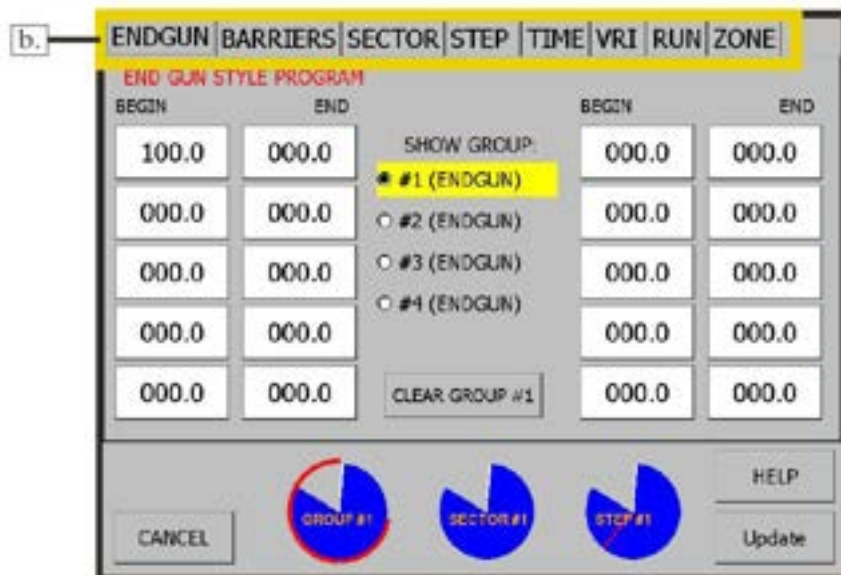 b.
ENDGUN BARRIERS SECTOR STEP TIME VRI RUN ZONE
END GUN STYLE PROGRAM
BEGIN END BEGIN END
100.0 000.0 SHOW GROUP: 000.0 000.0
#1 (ENDGUN)
000.0 000.0 #2 (ENDGUN) 000.0 000.0
000.0 000.0 #3 (ENDGUN) 000.0 000.0
#4 (ENDGUN)
000.0 000.0 000.0 000.0
000.0 000.0 CLEAR GROUP #1 000.0 000.0
HELP
GROUP #1 SECTOR #1 STEP #1
CANCEL Update